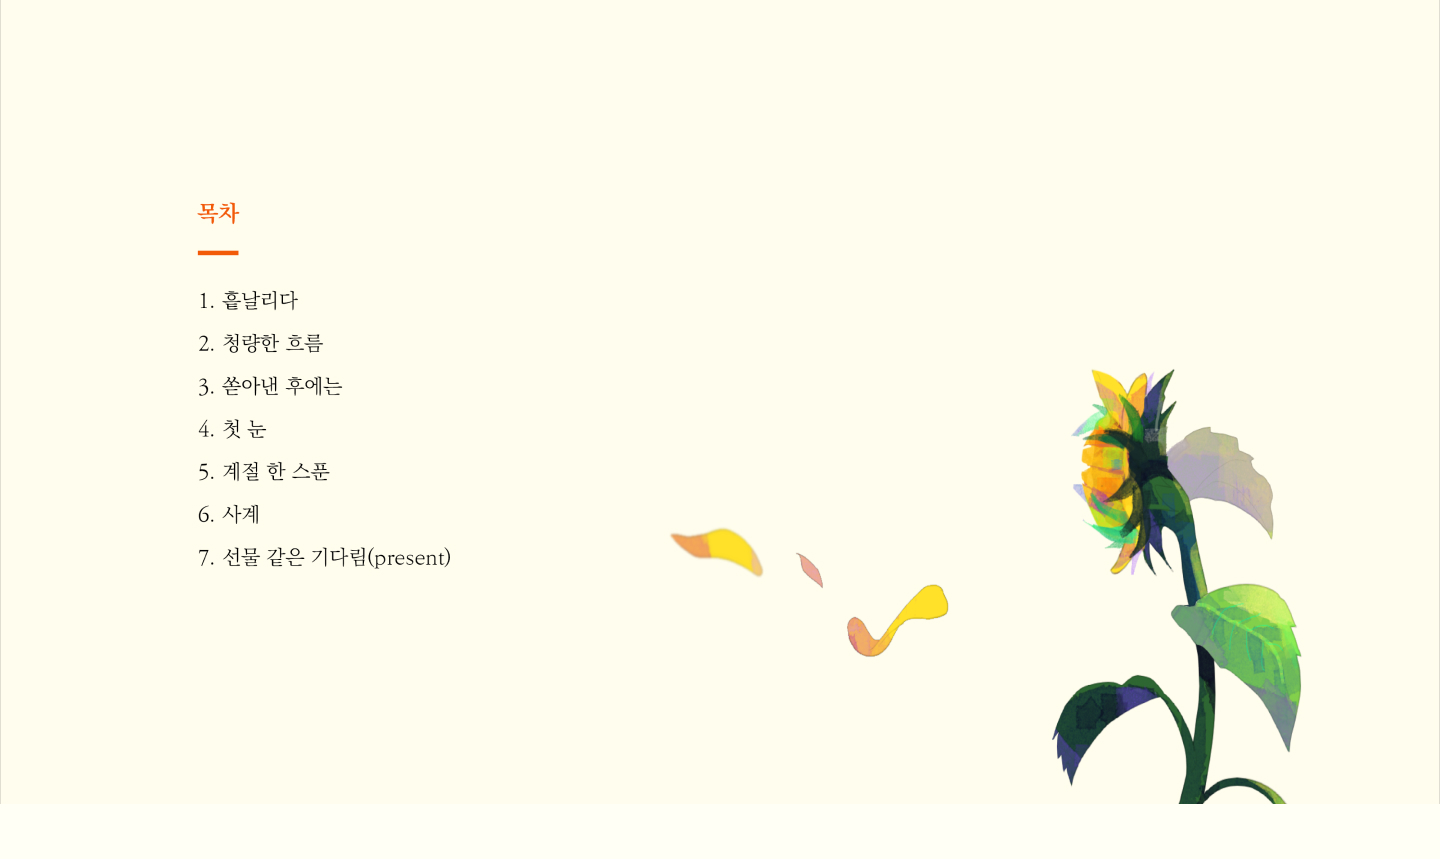 목차
1. 흩날리다
2. 청량한 흐름
3. 쏟아낸 후에는
4. 첫 눈
5. 계절 한 스푼
6. 사계
7. 선물 같은 기다림(present)